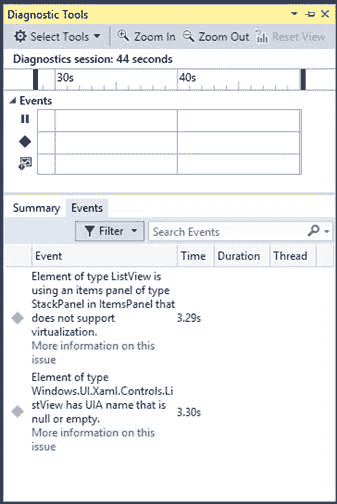 Diagnostic Tools
Select Tools Zoom In Zoom Out Reset View
Diagnostics session: 44 seconds
30s 40s
Events
Summary Events
Filter Search Events
Event Time Duration Thread
Element of type ListView is
using an items panel of type
StackPanel in ItemsPanel that
does not support 3.29s
virtualization.
More information on this
issue
Element of type
Windows.UI.Xaml.Controls.Li
stView has UIA name that is 3.30s
null or empty.
More information on this
issue